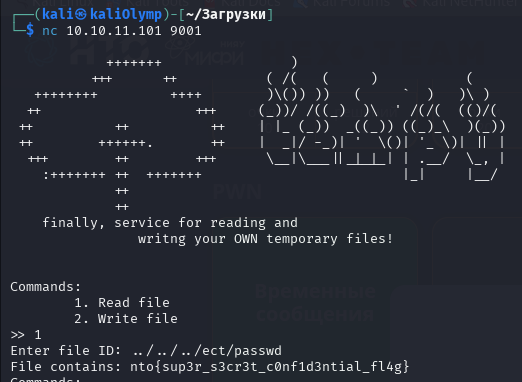 (kali㉿kaliOlymp)-[~/Загрузки]
$ nc 10.10.11.101 9001
finally, service for reading and
writng your OWN temporary files!
Commands:
1. Read file
2. Write file
>> 1
Enter file ID: ../../../ect/passwd
File contains: nto{sup3r_s3cr3t_c0nf1d3ntial_fl4g}
Commands: